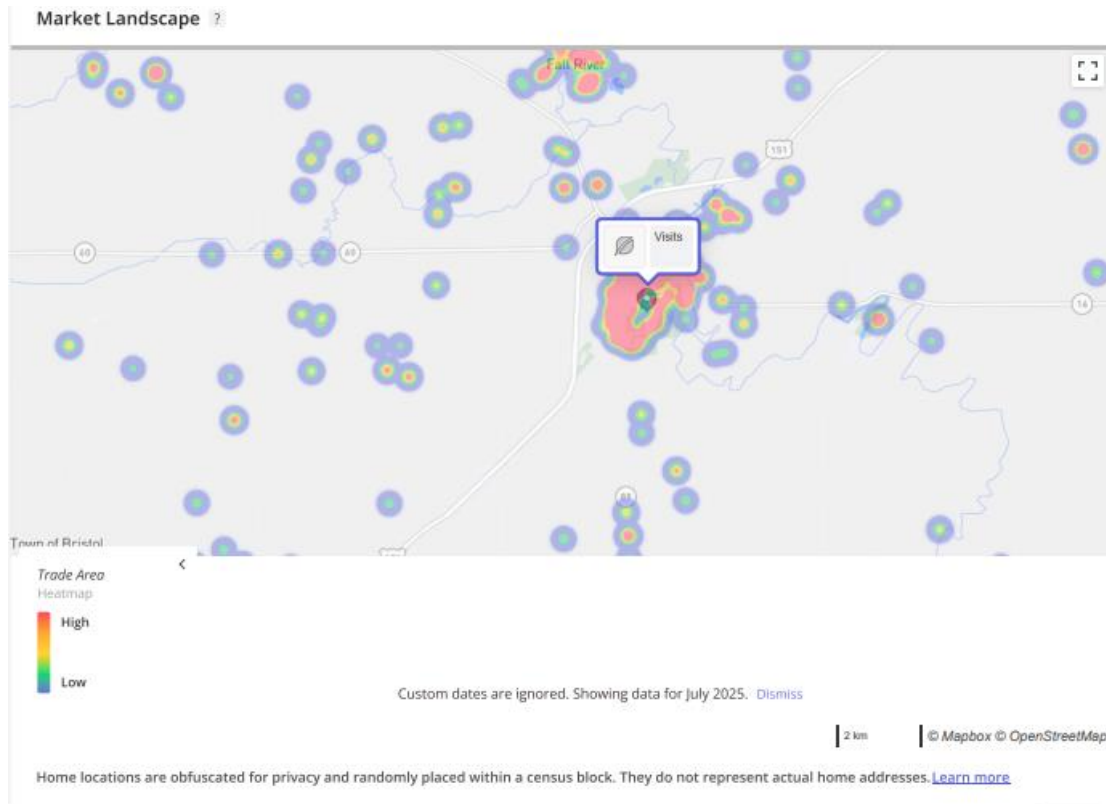 Market Landscape ?
Fall River
151
Visits
60
60
16
Town of Bristol
Trade Area
Heatmap
High
Low
Custom dates are ignored. Showing data for July 2025. Dismiss
2 km
© Mapbox © OpenStreetMap
Home locations are obfuscated for privacy and randomly placed within a census block. They do not represent actual home addresses. Learn more